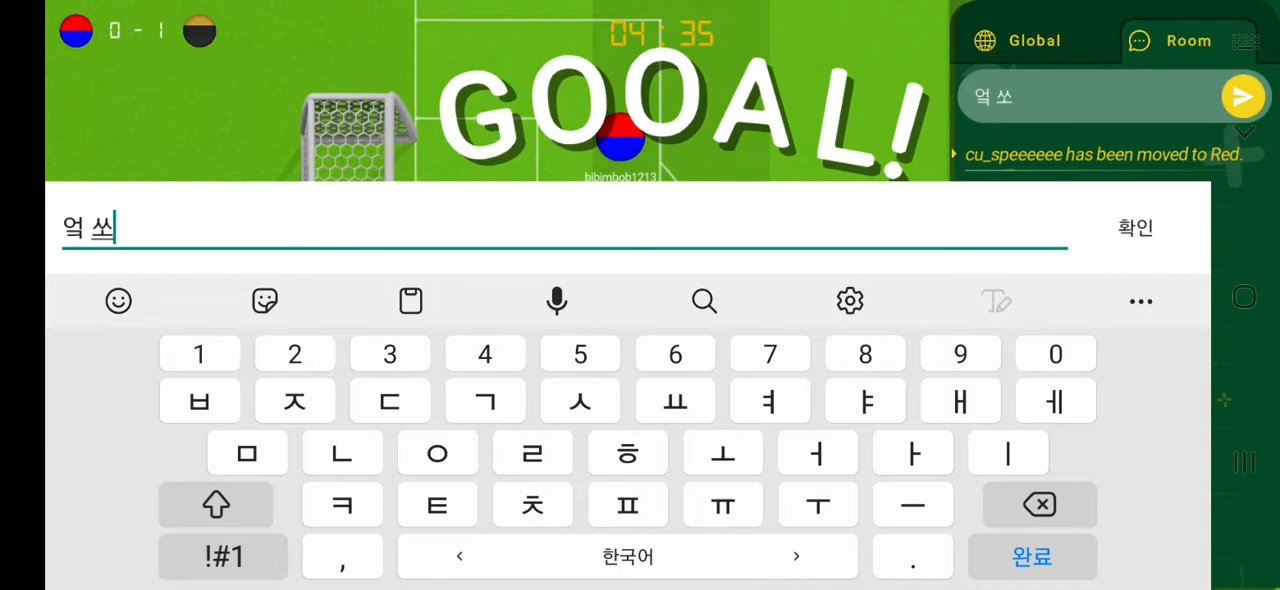 0 - 1
04:35
GOOAL!
bibimbob1213
Global
Room
엌 쏘
cu_speeeeee has been moved to Red.
엌 쏘
확인
1 2 3 4 5 6 7 8 9 0
ㅂ ㅈ ㄷ ㄱ ㅅ ㅛ ㅕ ㅑ ㅐ ㅔ
ㅁ ㄴ ㅇ ㄹ ㅎ ㅗ ㅓ ㅏ ㅣ
ㅋ ㅌ ㅊ ㅍ ㅠ ㅜ ㅡ
!#1 , < 한국어 > . 완료